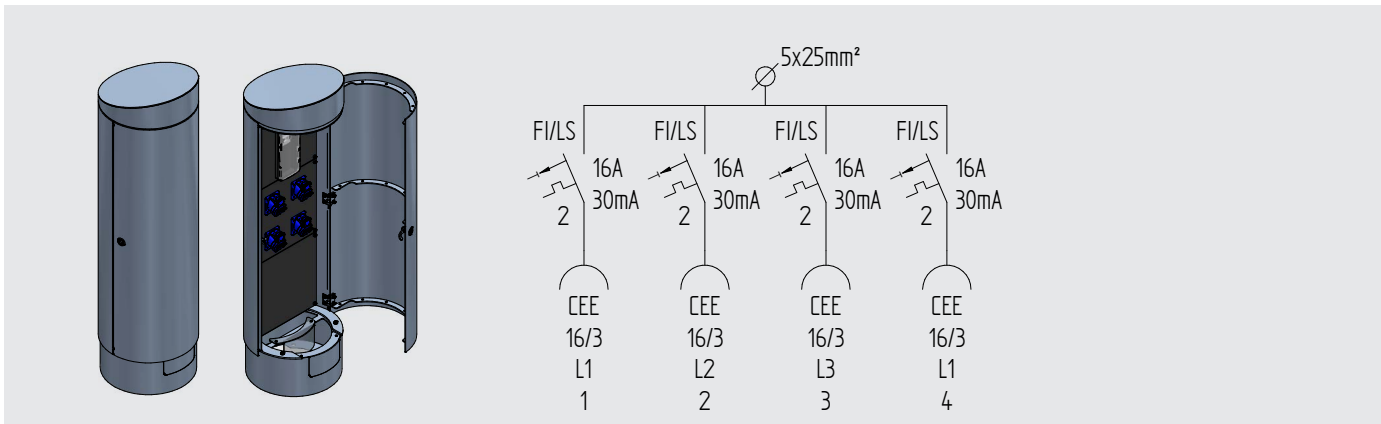 5x25mm²
FI/LS
16A
30mA
2
FI/LS
16A
30mA
2
FI/LS
16A
30mA
2
FI/LS
16A
30mA
2
CEE
16/3
L1
1
CEE
16/3
L2
2
CEE
16/3
L3
3
CEE
16/3
L1
4